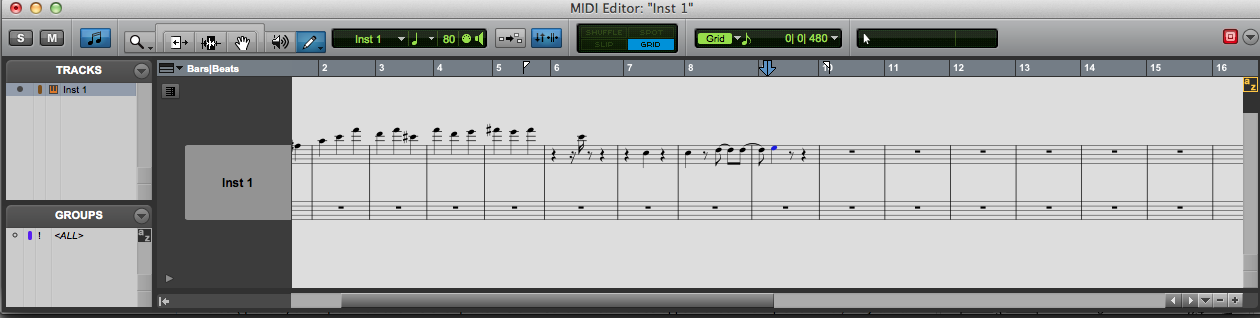 MIDI Editor: "Inst 1"
S M Inst 1 80 SHUFFLE SPOT SLIP GRID Grid 0| 0| 480
TRACKS
Bars|Beats 2 3 4 5 6 7 8 10 11 12 13 14 15 16
Inst 1
a z
Inst 1
GROUPS
! <ALL>
a z